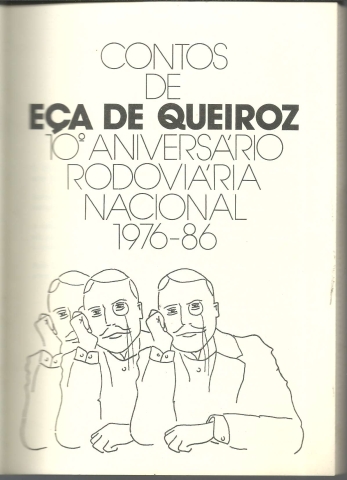 CONTOS
DE
EÇA DE QUEIROZ
10º ANIVERSÁRIO
RODOVIÁRIA
NACIONAL
1976-86